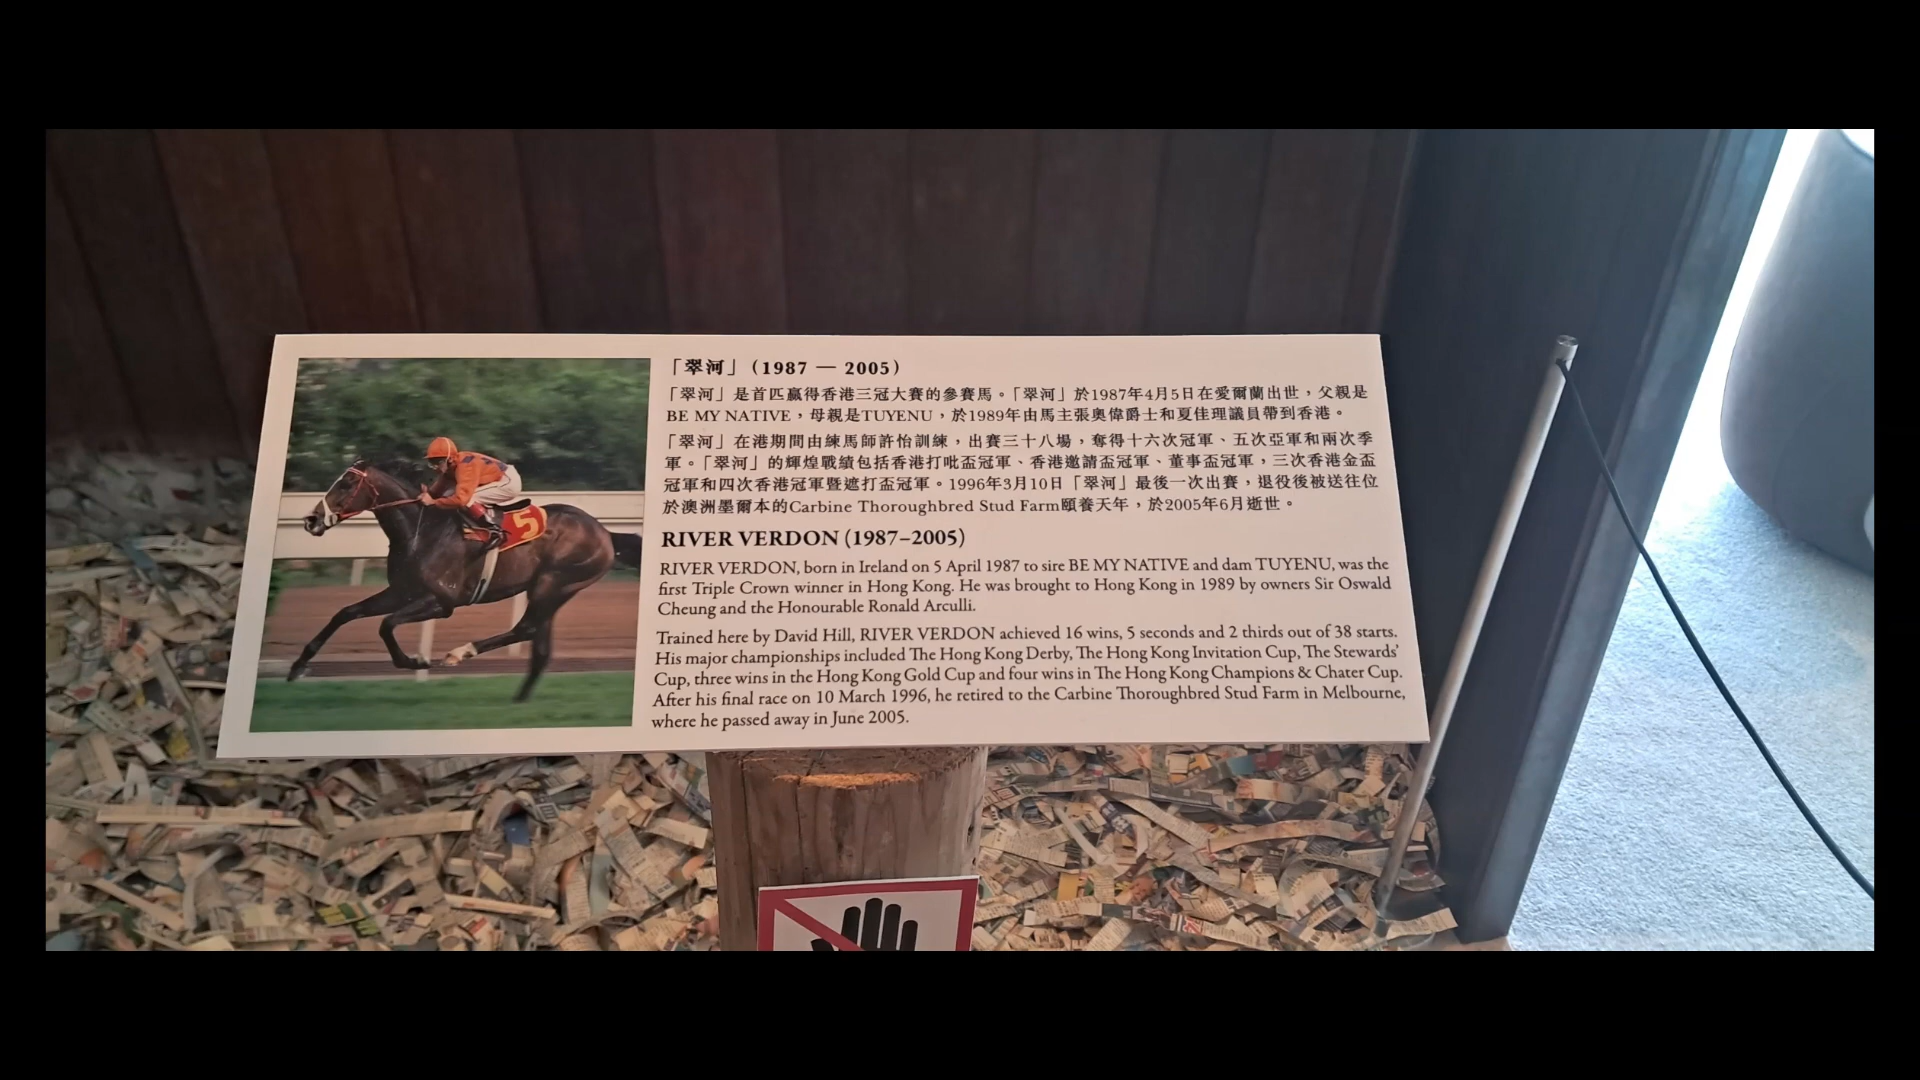 「翠河」(1987 — 2005)
「翠河」是首匹贏得香港三冠大賽的參賽馬。「翠河」於1987年4月5日在愛爾蘭出世，父親是
BE MY NATIVE，母親是TUYENU，於1989年由馬主張奧偉爵士和夏佳理議員帶到香港。
「翠河」在港期間由練馬師許怡訓練，出賽三十八場，奪得十六次冠軍、五次亞軍和兩次季
軍。「翠河」的輝煌戰績包括香港打吡盃冠軍、香港邀請盃冠軍、董事盃冠軍，三次香港金盃
冠軍和四次香港冠軍暨遮打盃冠軍。1996年3月10日「翠河」最後一次出賽，退役後被送往位
於澳洲墨爾本的Carbine Thoroughbred Stud Farm頤養天年，於2005年6月逝世。
RIVER VERDON (1987–2005)
RIVER VERDON, born in Ireland on 5 April 1987 to sire BE MY NATIVE and dam TUYENU, was the
first Triple Crown winner in Hong Kong. He was brought to Hong Kong in 1989 by owners Sir Oswald
Cheung and the Honourable Ronald Arculli.
Trained here by David Hill, RIVER VERDON achieved 16 wins, 5 seconds and 2 thirds out of 38 starts.
His major championships included The Hong Kong Derby, The Hong Kong Invitation Cup, The Stewards'
Cup, three wins in the Hong Kong Gold Cup and four wins in The Hong Kong Champions & Chater Cup.
After his final race on 10 March 1996, he retired to the Carbine Thoroughbred Stud Farm in Melbourne,
where he passed away in June 2005.
5